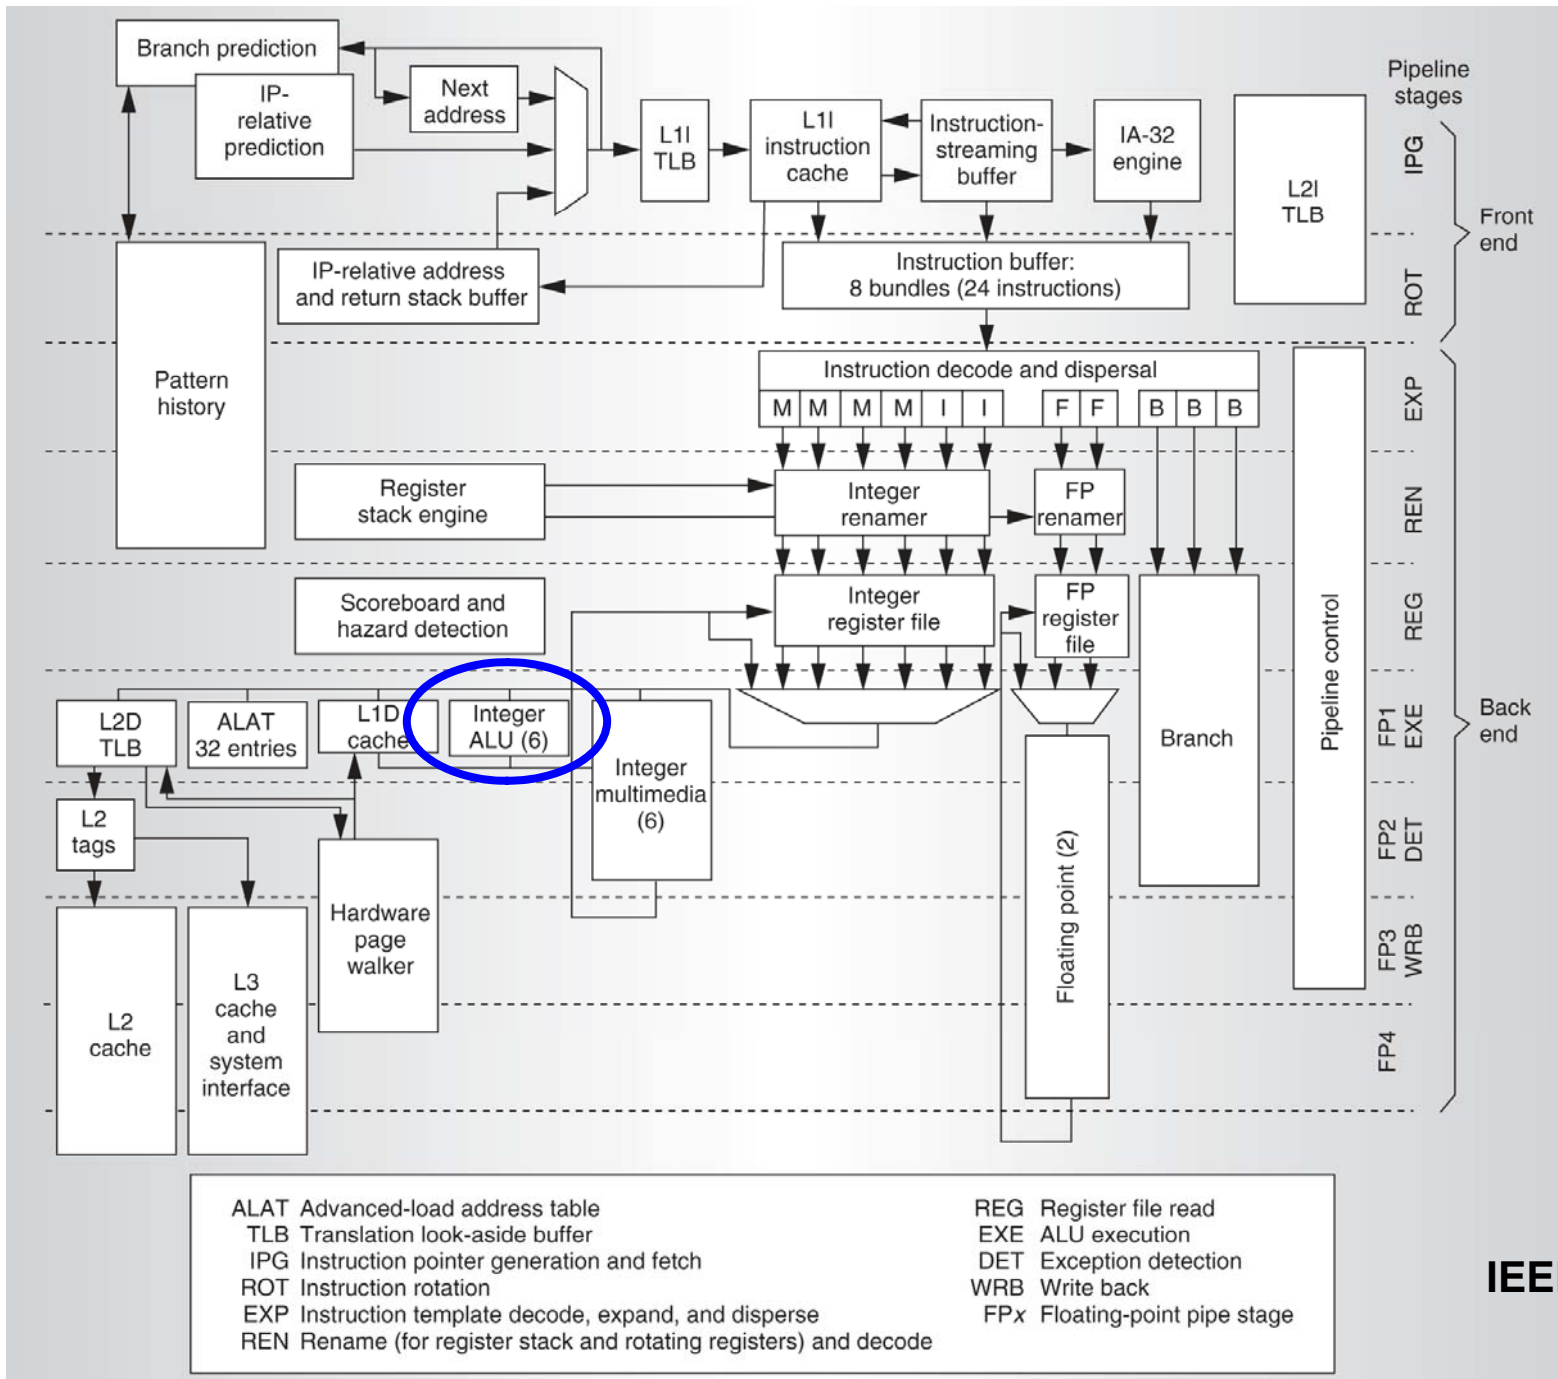 Branch prediction
IP-
relative
prediction
Next
address
L1I
TLB
L1I
instruction
cache
Instruction-
streaming
buffer
IA-32
engine
L2I
TLB
Pipeline
stages
IPG
ROT
Front
end
IP-relative address
and return stack buffer
Instruction buffer:
8 bundles (24 instructions)
Pattern
history
Instruction decode and dispersal
M M M M I I F F B B B
EXP
Register
stack engine
Integer
renamer
FP
renamer
REN
Scoreboard and
hazard detection
Integer
register file
FP
register
file
REG
Pipeline control
L2D
TLB
ALAT
32 entries
L1D
cache
Integer
ALU (6)
Integer
multimedia
(6)
Floating point (2)
Branch
FP1
EXE
Back
end
L2
tags
FP2
DET
Hardware
page
walker
FP3
WRB
L2
cache
L3
cache
and
system
interface
FP4
ALAT Advanced-load address table
TLB Translation look-aside buffer
IPG Instruction pointer generation and fetch
ROT Instruction rotation
EXP Instruction template decode, expand, and disperse
REN Rename (for register stack and rotating registers) and decode
REG Register file read
EXE ALU execution
DET Exception detection
WRB Write back
FPx Floating-point pipe stage
IEE